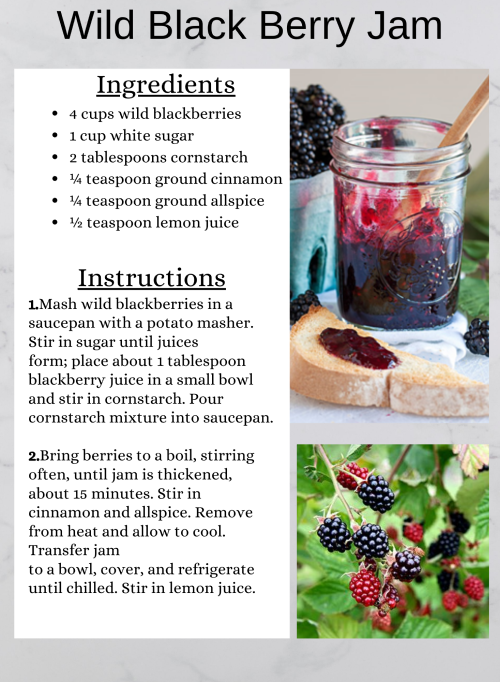 Wild Black Berry Jam
Ingredients
• 4 cups wild blackberries
• 1 cup white sugar
• 2 tablespoons cornstarch
• ¼ teaspoon ground cinnamon
• ¼ teaspoon ground allspice
• ½ teaspoon lemon juice
Instructions
1.Mash wild blackberries in a
saucepan with a potato masher.
Stir in sugar until juices
form; place about 1 tablespoon
blackberry juice in a small bowl
and stir in cornstarch. Pour
cornstarch mixture into saucepan.
2.Bring berries to a boil, stirring
often, until jam is thickened,
about 15 minutes. Stir in
cinnamon and allspice. Remove
from heat and allow to cool.
Transfer jam
to a bowl, cover, and refrigerate
until chilled. Stir in lemon juice.